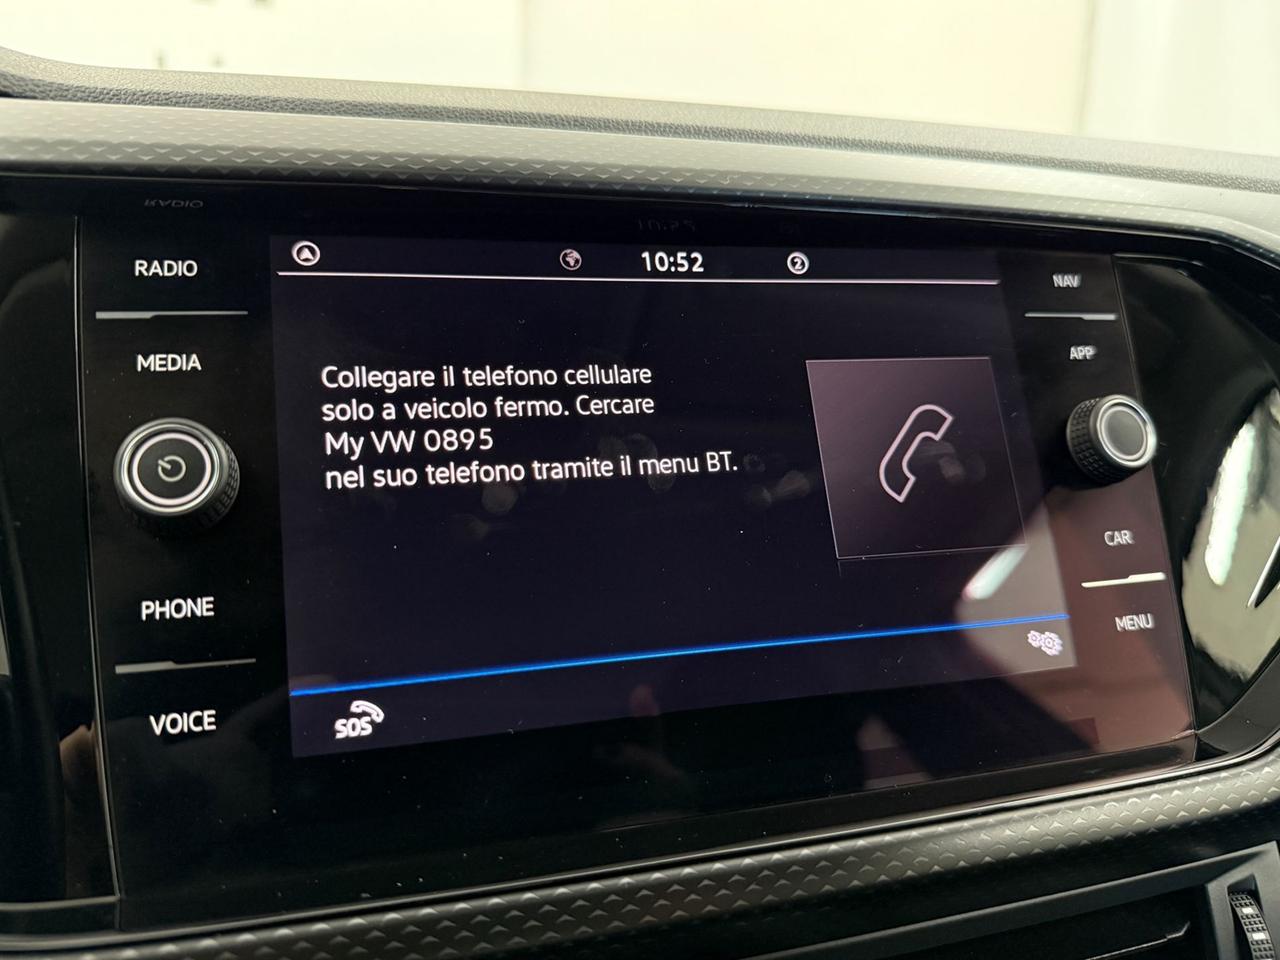 RADIO
MEDIA
PHONE
VOICE
10:52
2
Collegare il telefono cellulare
solo a veicolo fermo. Cercare
My VW 0895
nel suo telefono tramite il menu BT.
SOS
NAV
APP
CAR
MENU